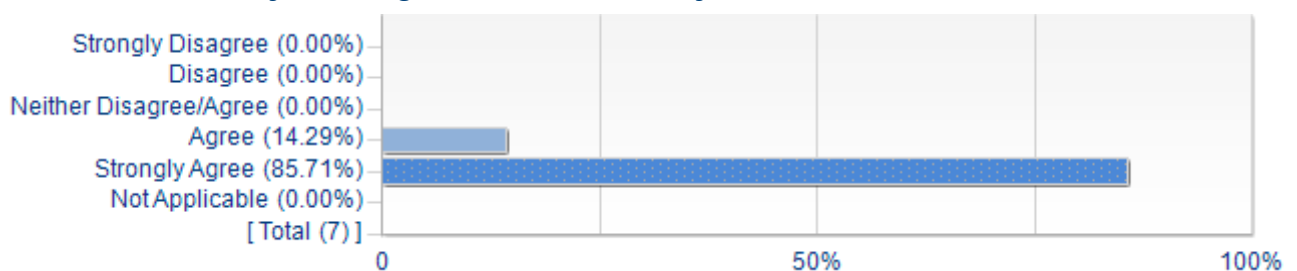 Strongly Disagree (0.00%)
Disagree (0.00%)
Neither Disagree/Agree (0.00%)
Agree (14.29%)
Strongly Agree (85.71%)
Not Applicable (0.00%)
[ Total (7) ]
0 50% 100%